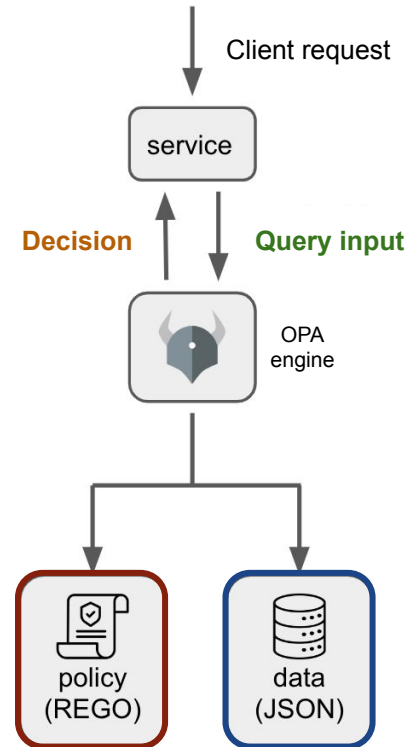 Client request
service
Decision
Query input
OPA
engine
policy
(REGO)
data
(JSON)